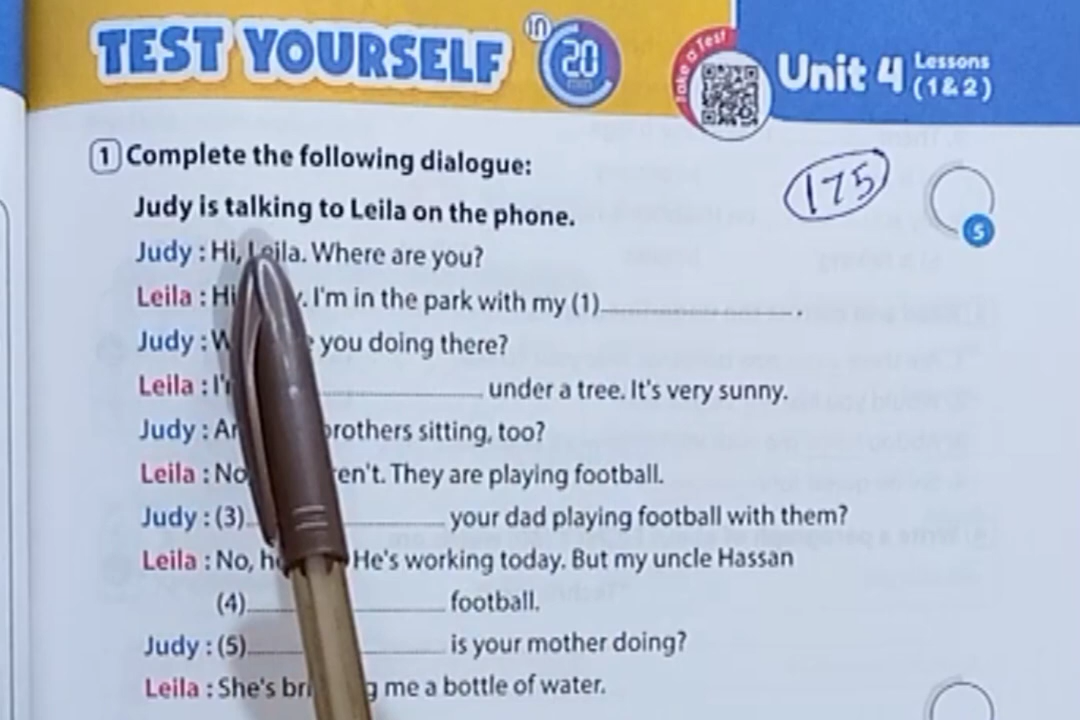 TEST YOURSELF in 20 min Take a Test Unit 4 Lessons (1&2)
1 Complete the following dialogue: 175
Judy is talking to Leila on the phone. 5
Judy : Hi, Leila. Where are you?
Leila : Hi . I'm in the park with my (1) .
Judy : you doing there?
Leila : under a tree. It's very sunny.
Judy : brothers sitting, too?
Leila : No They are playing football.
Judy : (3) your dad playing football with them?
Leila : No, He's working today. But my uncle Hassan
(4) football.
Judy : (5) is your mother doing?
Leila : She's me a bottle of water.